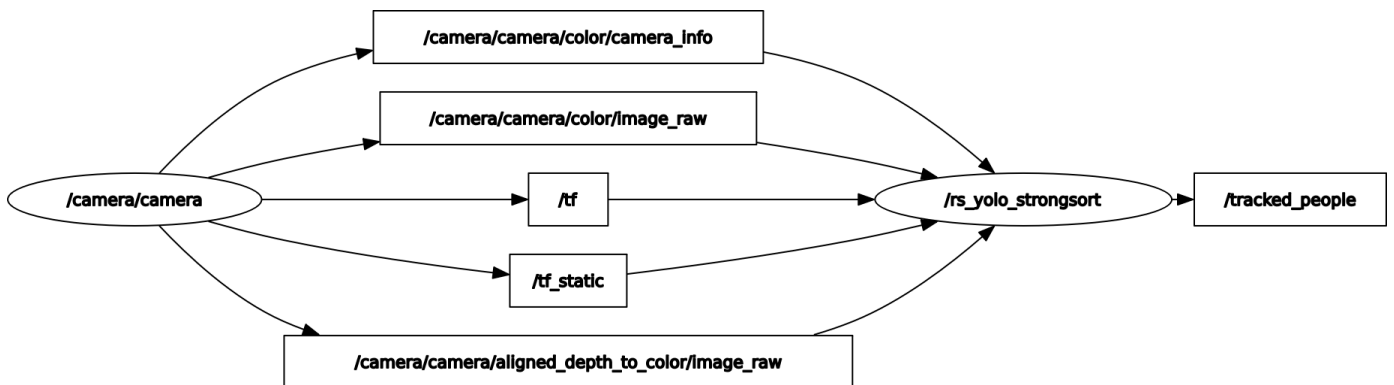 /camera/camera/color/camera_info
/camera/camera/color/image_raw
/camera/camera
/tf
/rs_yolo_strongsort
/tracked_people
/tf_static
/camera/camera/aligned_depth_to_color/image_raw